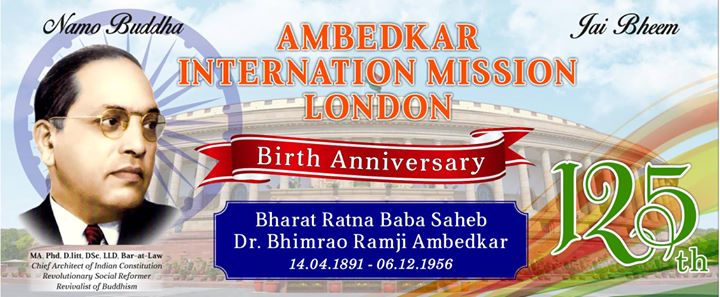 Namo Buddha
Jai Bheem
AMBEDKAR
INTERNATION MISSION
LONDON
Birth Anniversary
125th
Bharat Ratna Baba Saheb
Dr. Bhimrao Ramji Ambedkar
14.04.1891 - 06.12.1956
MA, Phd, D.litt, DSc, LLD, Bar-at-Law
Chief Architect of Indian Constitution
Revolutionary Social Reformer
Revivalist of Buddhism